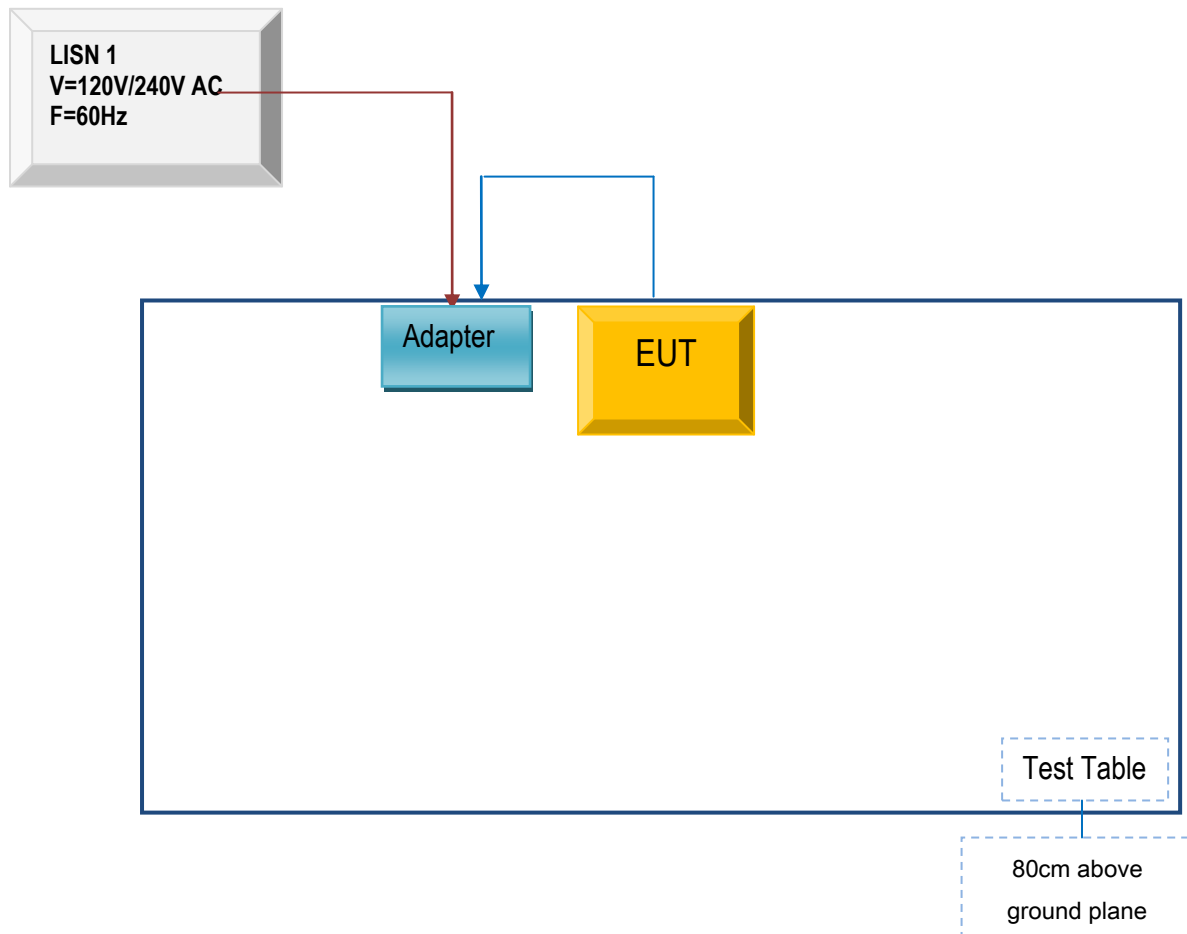 LISN 1
V=120V/240V AC
F=60Hz
Adapter
EUT
Test Table
80cm above
ground plane